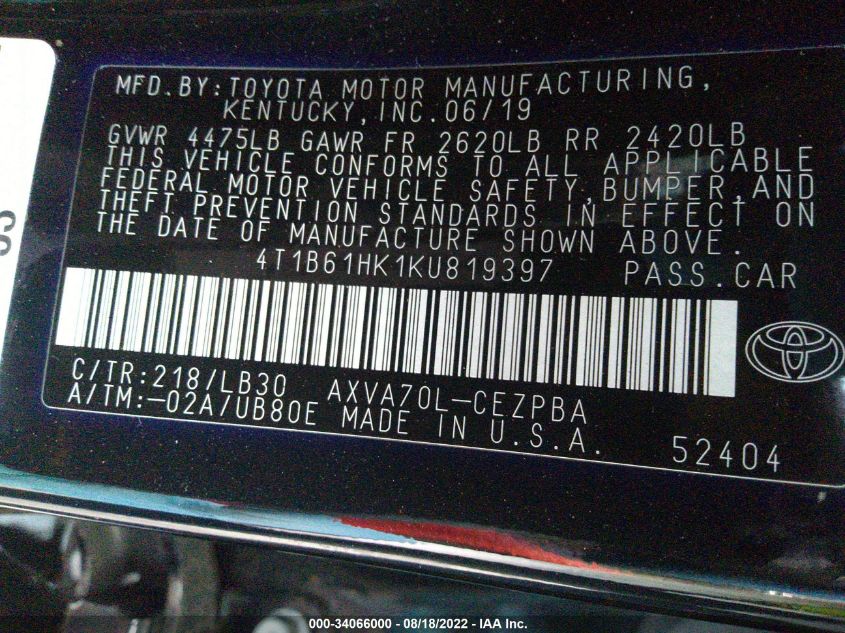 MFD.BY:TOYOTA MOTOR MANUFACTURING,
KENTUCKY,INC.06/19
GVWR 4475LB GAWR FR 2620LB RR 2420LB
THIS VEHICLE CONFORMS TO ALL APPLICABLE
FEDERAL MOTOR VEHICLE SAFETY,BUMPER,AND
THEFT PREVENTION STANDARDS IN EFFECT ON
THE DATE OF MANUFACTURE SHOWN ABOVE.
4T1B61HK1KU819397 PASS.CAR
C/TR:218/LB30 AXVA70L-CEZPBA
A/TM:-02A/UB80E MADE IN U.S.A.
52404
000-34066000 - 08/18/2022 - IAA Inc.